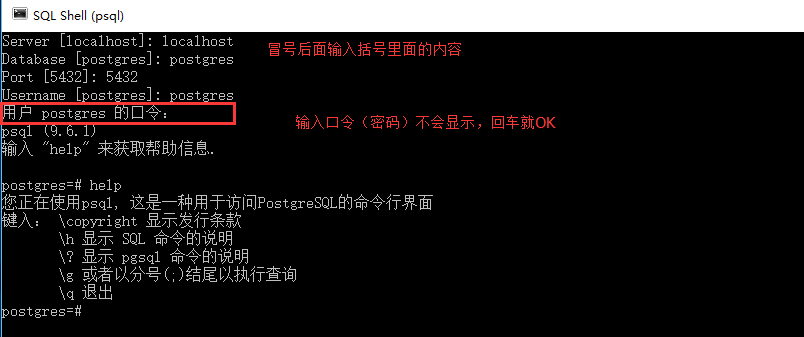 SQL Shell (psql)
Server [localhost]: localhost
冒号后面输入括号里面的内容
Database [postgres]: postgres
Port [5432]: 5432
Username [postgres]: postgres
用户 postgres 的口令：
输入口令（密码）不会显示，回车就OK
psql (9.6.1)
输入 "help" 来获取帮助信息.
postgres=# help
您正在使用psql, 这是一种用于访问PostgreSQL的命令行界面
键入： \copyright 显示发行条款
\h 显示 SQL 命令的说明
\? 显示 pgsql 命令的说明
\g 或者以分号(;)结尾以执行查询
\q 退出
postgres=#